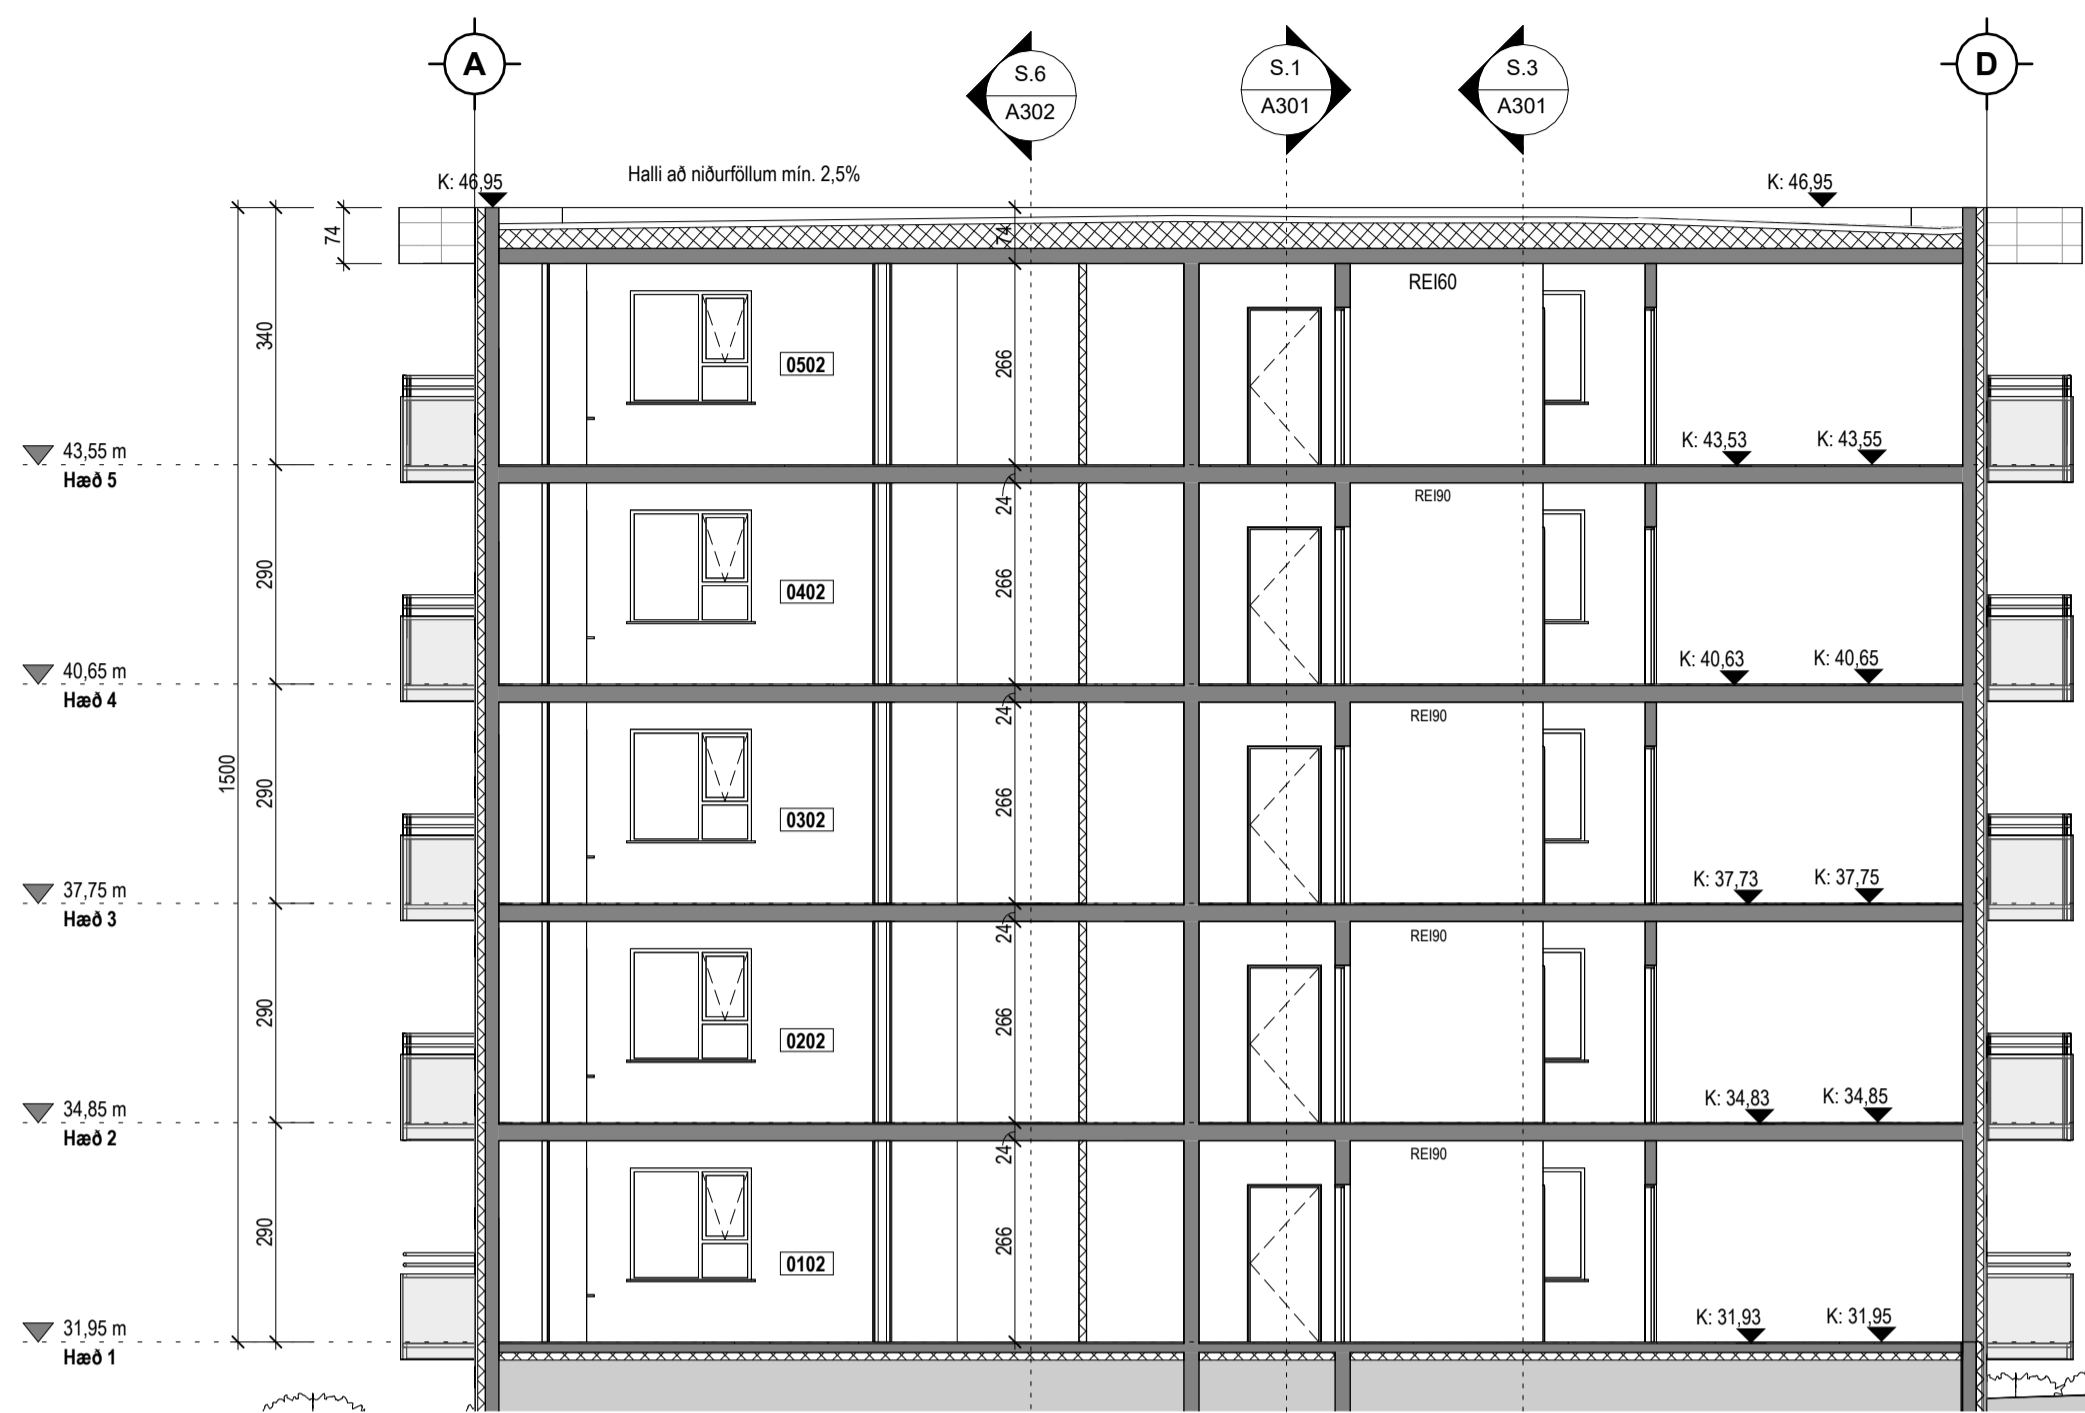 A
S.6
A302
S.1
A301
S.3
A301
D
K: 46,95
Halli að niðurföllum mín. 2,5%
K: 46,95
74
74
340
REI60
266
0502
43,55 m
Hæð 5
K: 43,53
K: 43,55
24
REI90
290
266
0402
40,65 m
Hæð 4
K: 40,63
K: 40,65
24
REI90
1500
290
266
0302
37,75 m
Hæð 3
K: 37,73
K: 37,75
24
REI90
290
266
0202
34,85 m
Hæð 2
K: 34,83
K: 34,85
24
REI90
290
266
0102
31,95 m
Hæð 1
K: 31,93
K: 31,95